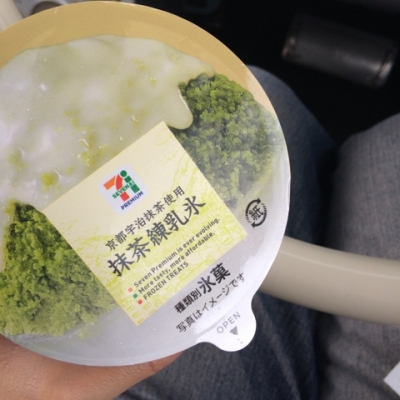 SEVEN
PREMIUM
京都宇治抹茶使用
抹茶練乳氷
Seven Premium is ever evolving.
More tasty, more affordable.
FROZEN TREATS
種類別氷菓
写真はイメージです
紙
OPEN